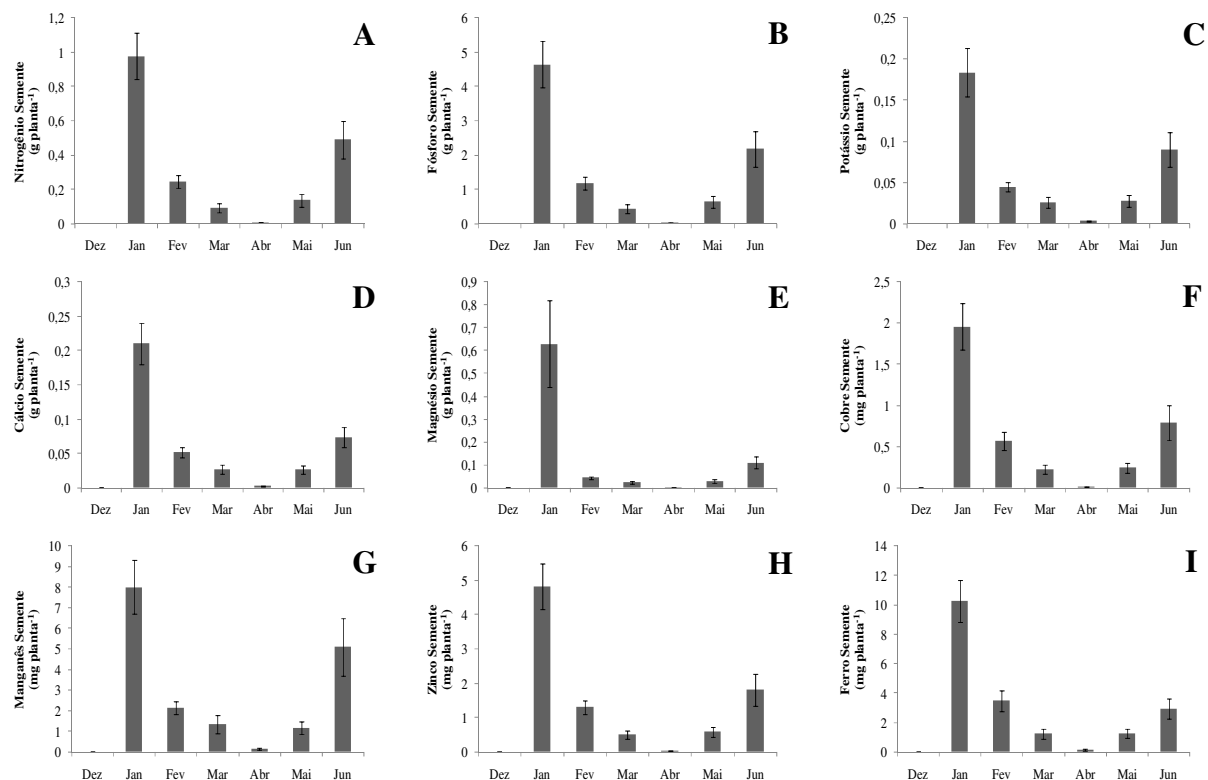 Nitrogênio Semente
(g planta⁻¹)
1,2
1
0,8
0,6
0,4
0,2
0
Dez Jan Fev Mar Abr Mai Jun
A
Fósforo Semente
(g planta⁻¹)
6
5
4
3
2
1
0
Dez Jan Fev Mar Abr Mai Jun
B
Potássio Semente
(g planta⁻¹)
0,25
0,2
0,15
0,1
0,05
0
Dez Jan Fev Mar Abr Mai Jun
C
Cálcio Semente
(g planta⁻¹)
0,3
0,25
0,2
0,15
0,1
0,05
0
Dez Jan Fev Mar Abr Mai Jun
D
Magnésio Semente
(g planta⁻¹)
0,9
0,8
0,7
0,6
0,5
0,4
0,3
0,2
0,1
0
Dez Jan Fev Mar Abr Mai Jun
E
Cobre Semente
(mg planta⁻¹)
2,5
2
1,5
1
0,5
0
Dez Jan Fev Mar Abr Mai Jun
F
Manganês Semente
(mg planta⁻¹)
10
9
8
7
6
5
4
3
2
1
0
Dez Jan Fev Mar Abr Mai Jun
G
Zinco Semente
(mg planta⁻¹)
6
5
4
3
2
1
0
Dez Jan Fev Mar Abr Mai Jun
H
Ferro Semente
(mg planta⁻¹)
14
12
10
8
6
4
2
0
Dez Jan Fev Mar Abr Mai Jun
I